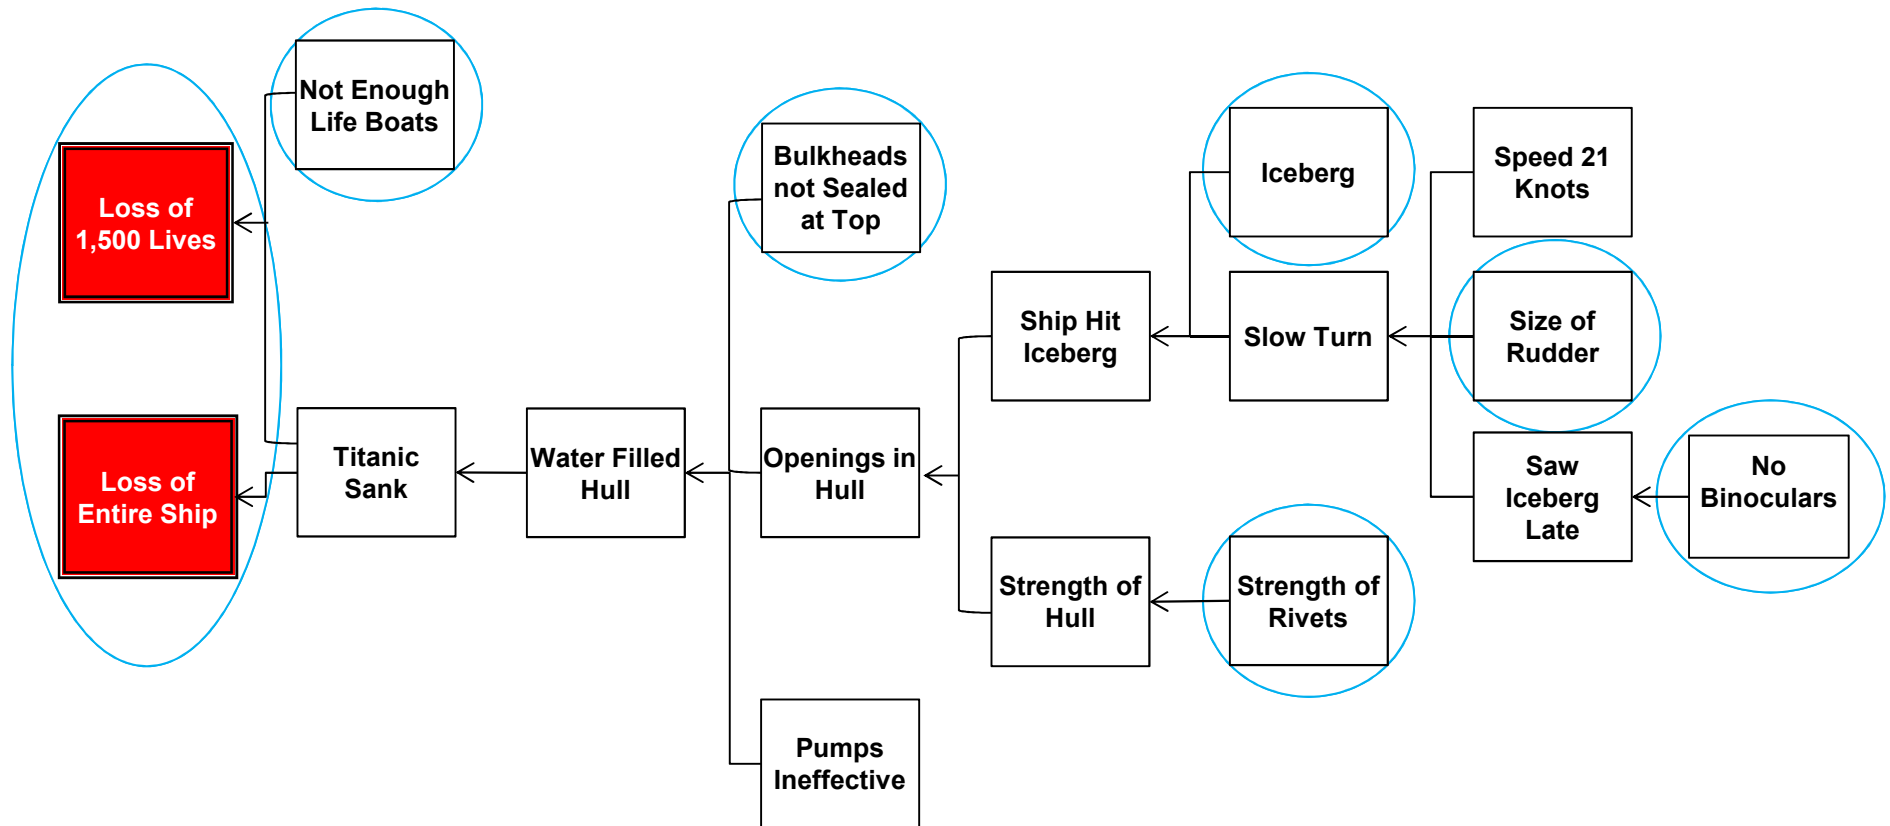 Not Enough
Life Boats
Loss of
1,500 Lives
Bulkheads
not Sealed
at Top
Iceberg
Speed 21
Knots
Ship Hit
Iceberg
Slow Turn
Size of
Rudder
Loss of
Entire Ship
Titanic
Sank
Water Filled
Hull
Openings in
Hull
Saw
Iceberg
Late
No
Binoculars
Strength of
Hull
Strength of
Rivets
Pumps
Ineffective